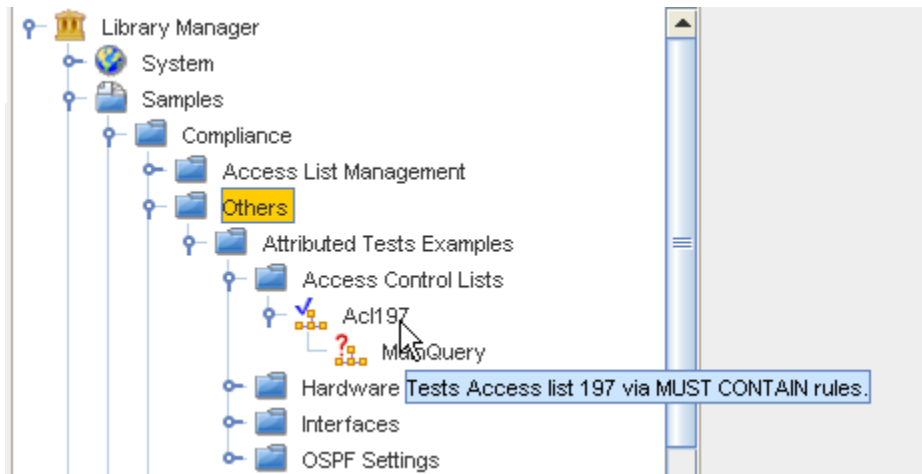 Library Manager
System
Samples
Compliance
Access List Management
Others
Attributed Tests Examples
Access Control Lists
Acl197
MainQuery
Hardware Tests Access list 197 via MUST CONTAIN rules.
Interfaces
OSPF Settings